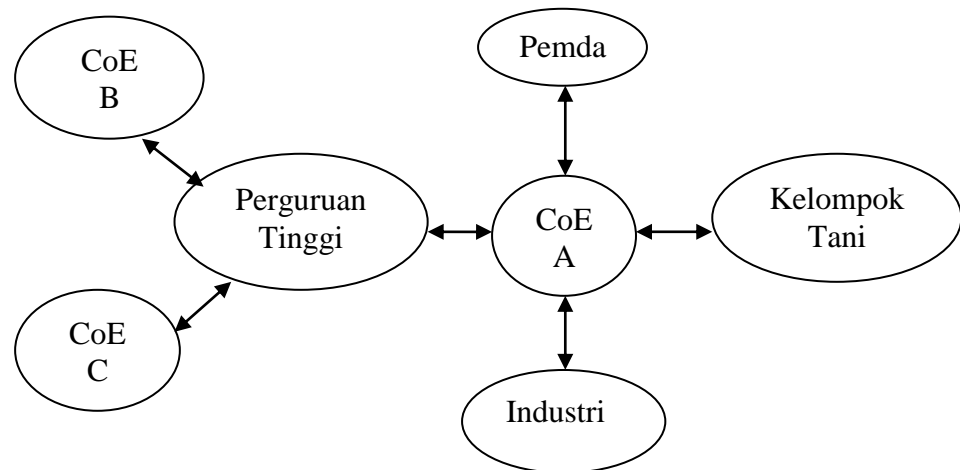 CoE
B
Pemda
Perguruan
Tinggi
CoE
A
Kelompok
Tani
CoE
C
Industri